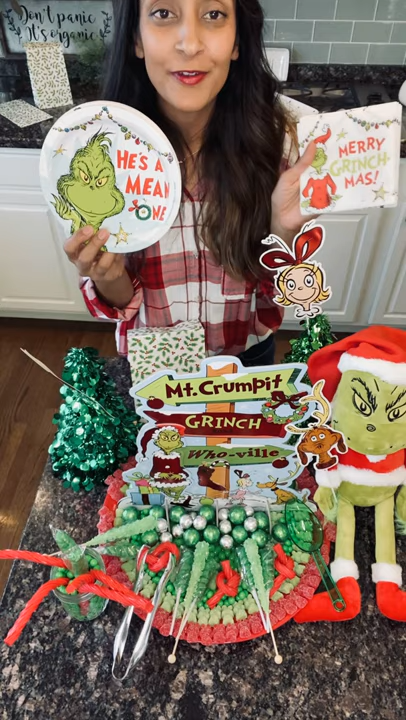 Don't panic
It's organic
HE'S A
MEAN
ONE
MERRY
GRINCH-
MAS!
Mt. Crumpit
GRINCH
Who-ville